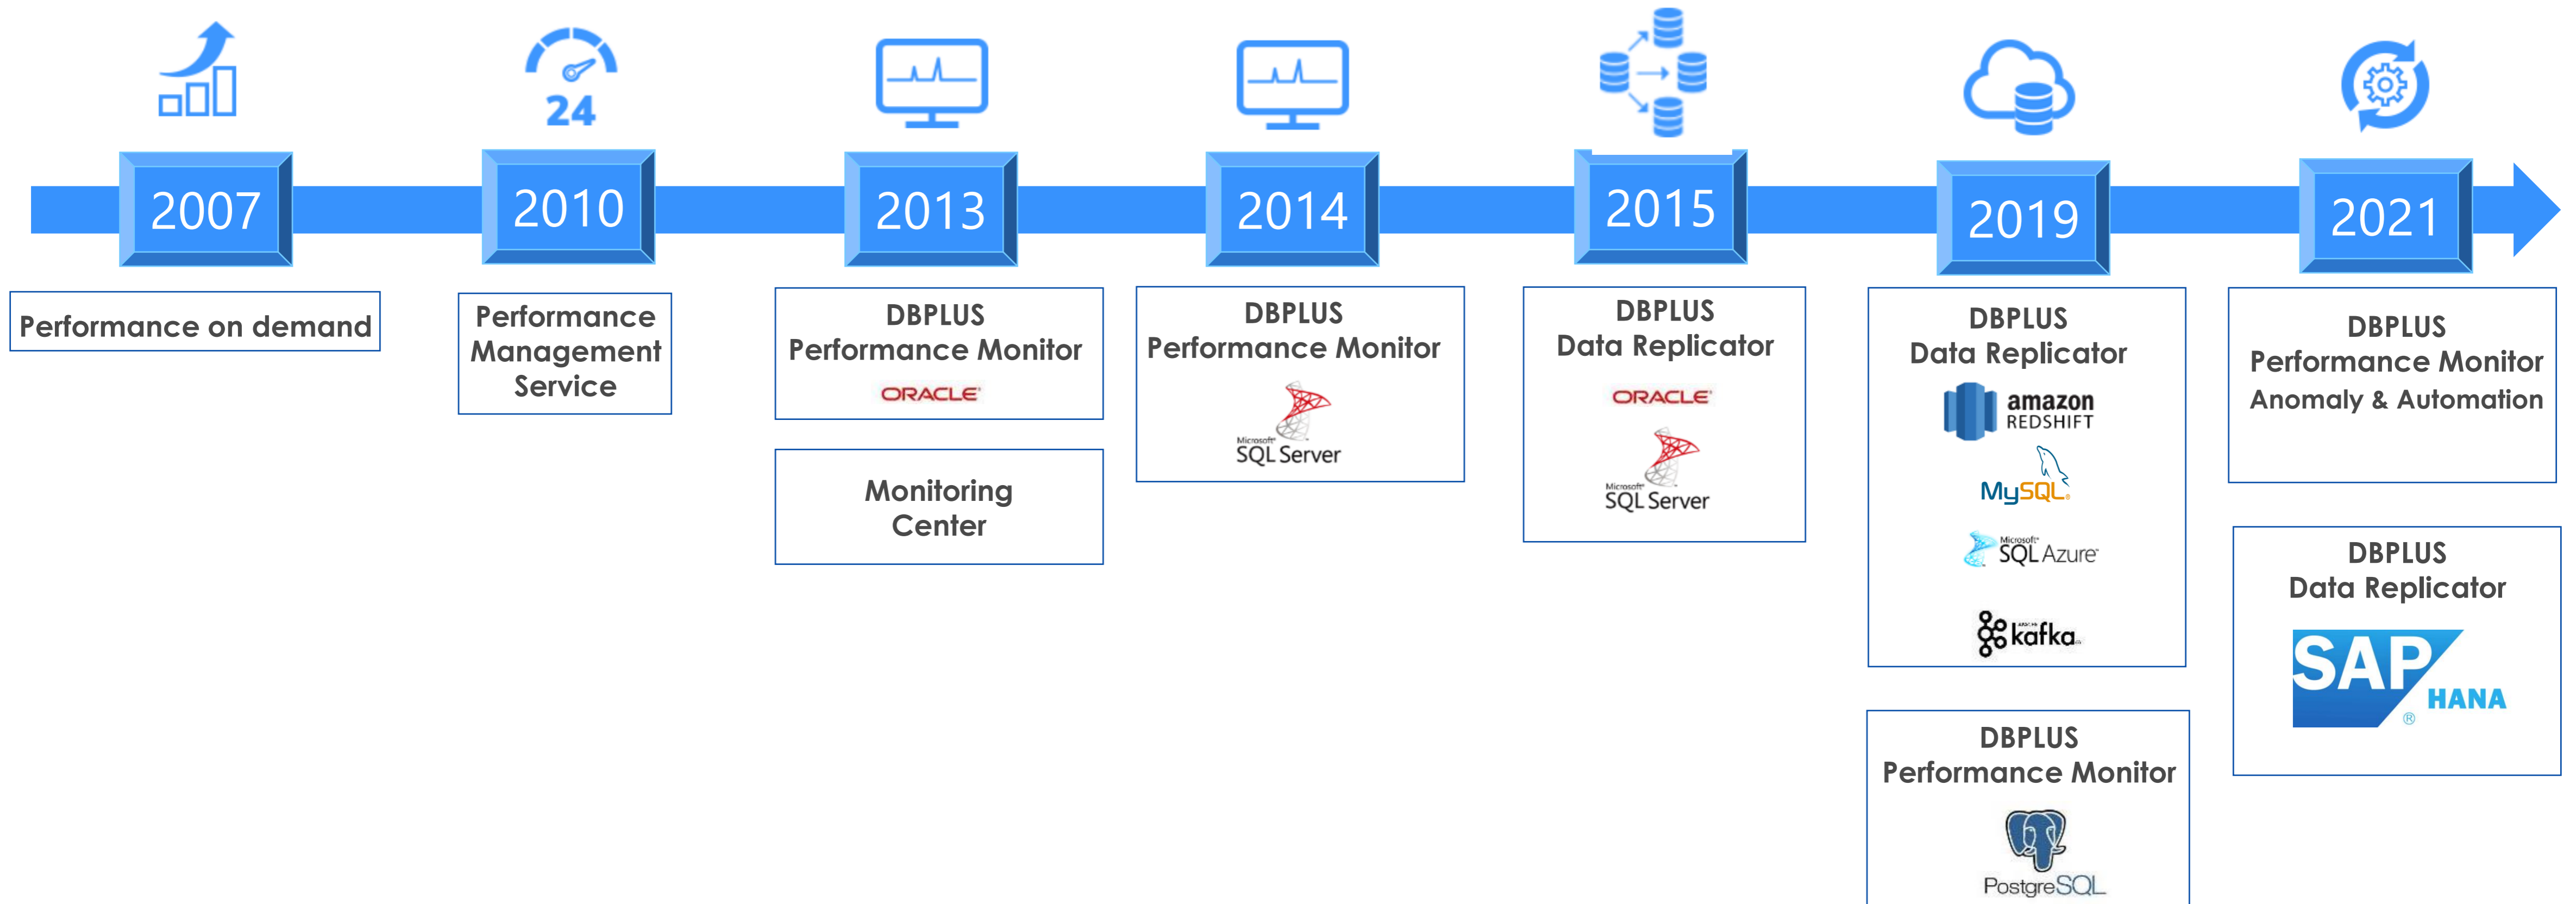 24
2007
2010
2013
2014
2015
2019
2021
Performance on demand
Performance
Management
Service
DBPLUS
Performance Monitor
ORACLE®
Monitoring
Center
DBPLUS
Performance Monitor
Microsoft®
SQL Server
DBPLUS
Data Replicator
ORACLE®
Microsoft®
SQL Server
DBPLUS
Data Replicator
amazon
REDSHIFT
MySQL®
Microsoft®
SQL Azure™
kafka
DBPLUS
Performance Monitor
PostgreSQL
DBPLUS
Performance Monitor
Anomaly & Automation
DBPLUS
Data Replicator
SAP
®
HANA